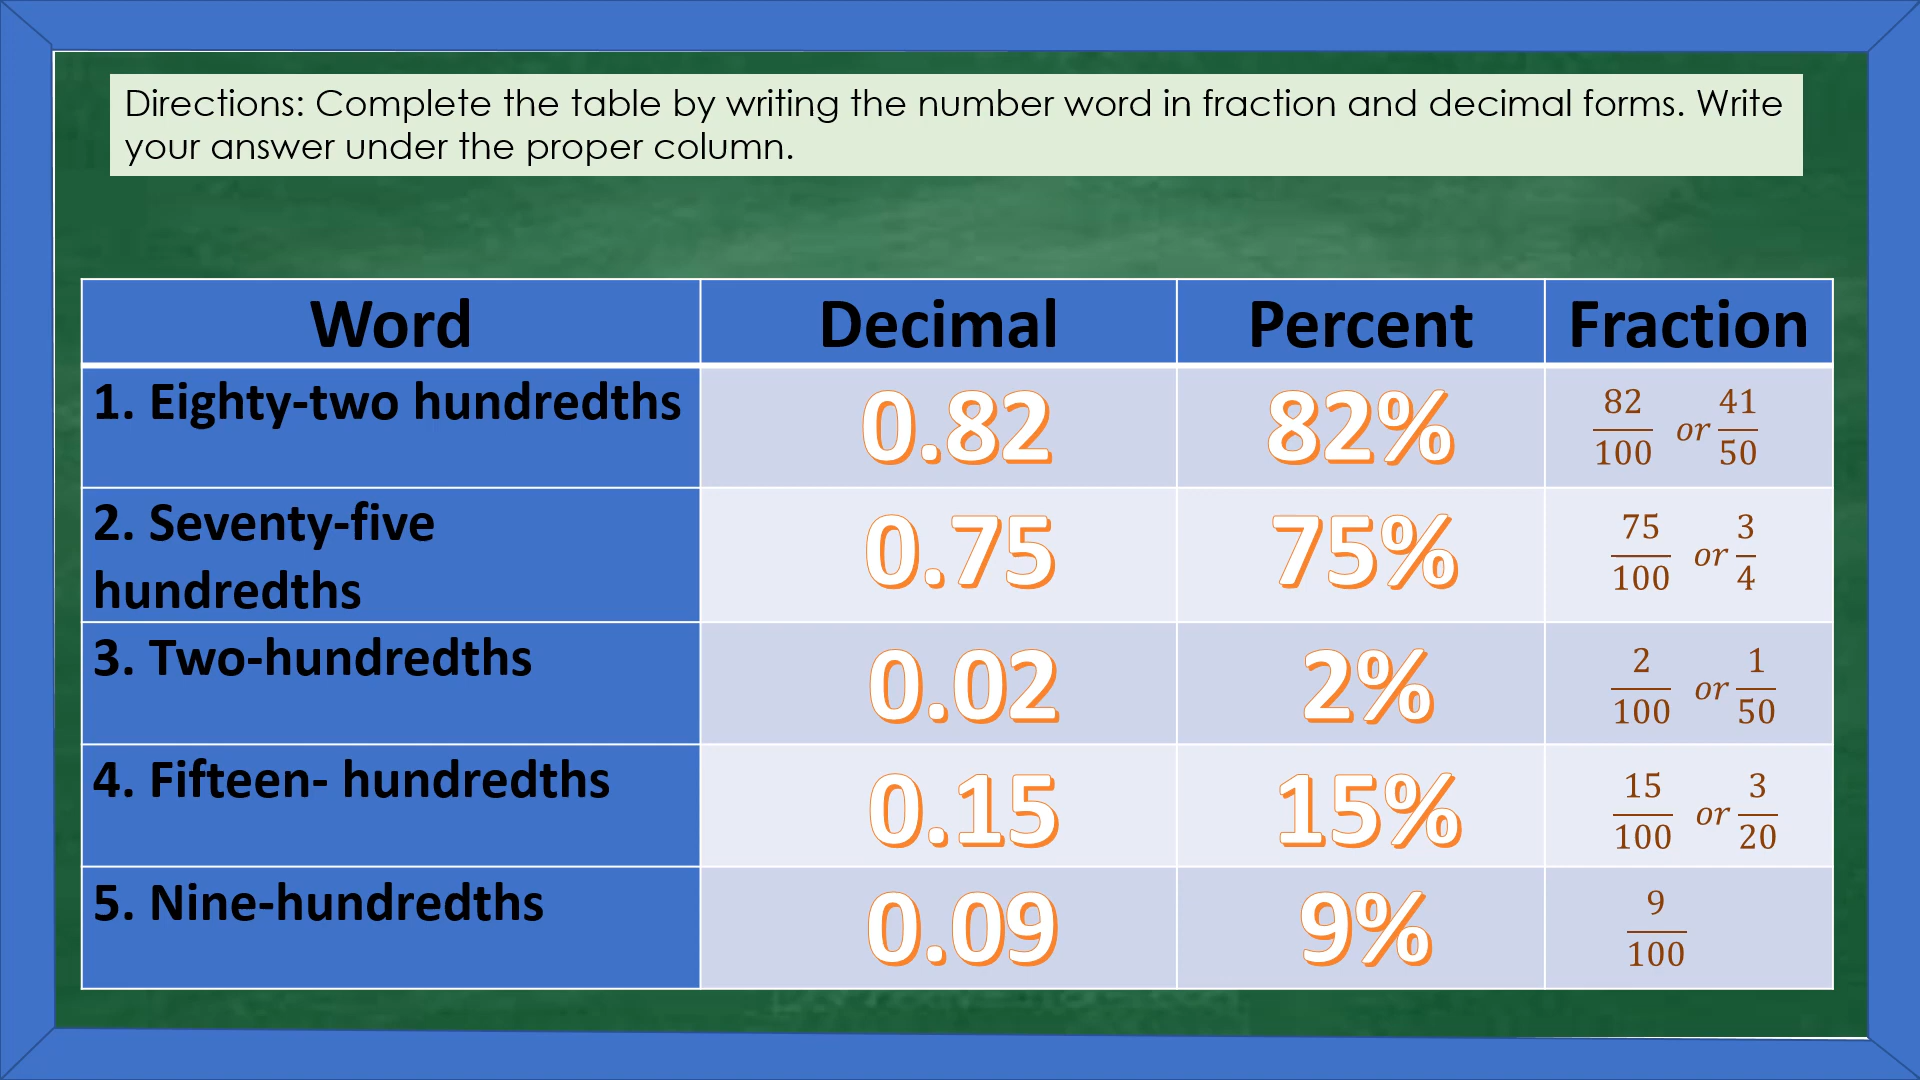 Directions: Complete the table by writing the number word in fraction and decimal forms. Write
your answer under the proper column.
Word Decimal Percent Fraction
1. Eighty-two hundredths 0.82 82% 82/100 or 41/50
2. Seventy-five
hundredths 0.75 75% 75/100 or 3/4
3. Two-hundredths 0.02 2% 2/100 or 1/50
4. Fifteen- hundredths 0.15 15% 15/100 or 3/20
5. Nine-hundredths 0.09 9% 9/100